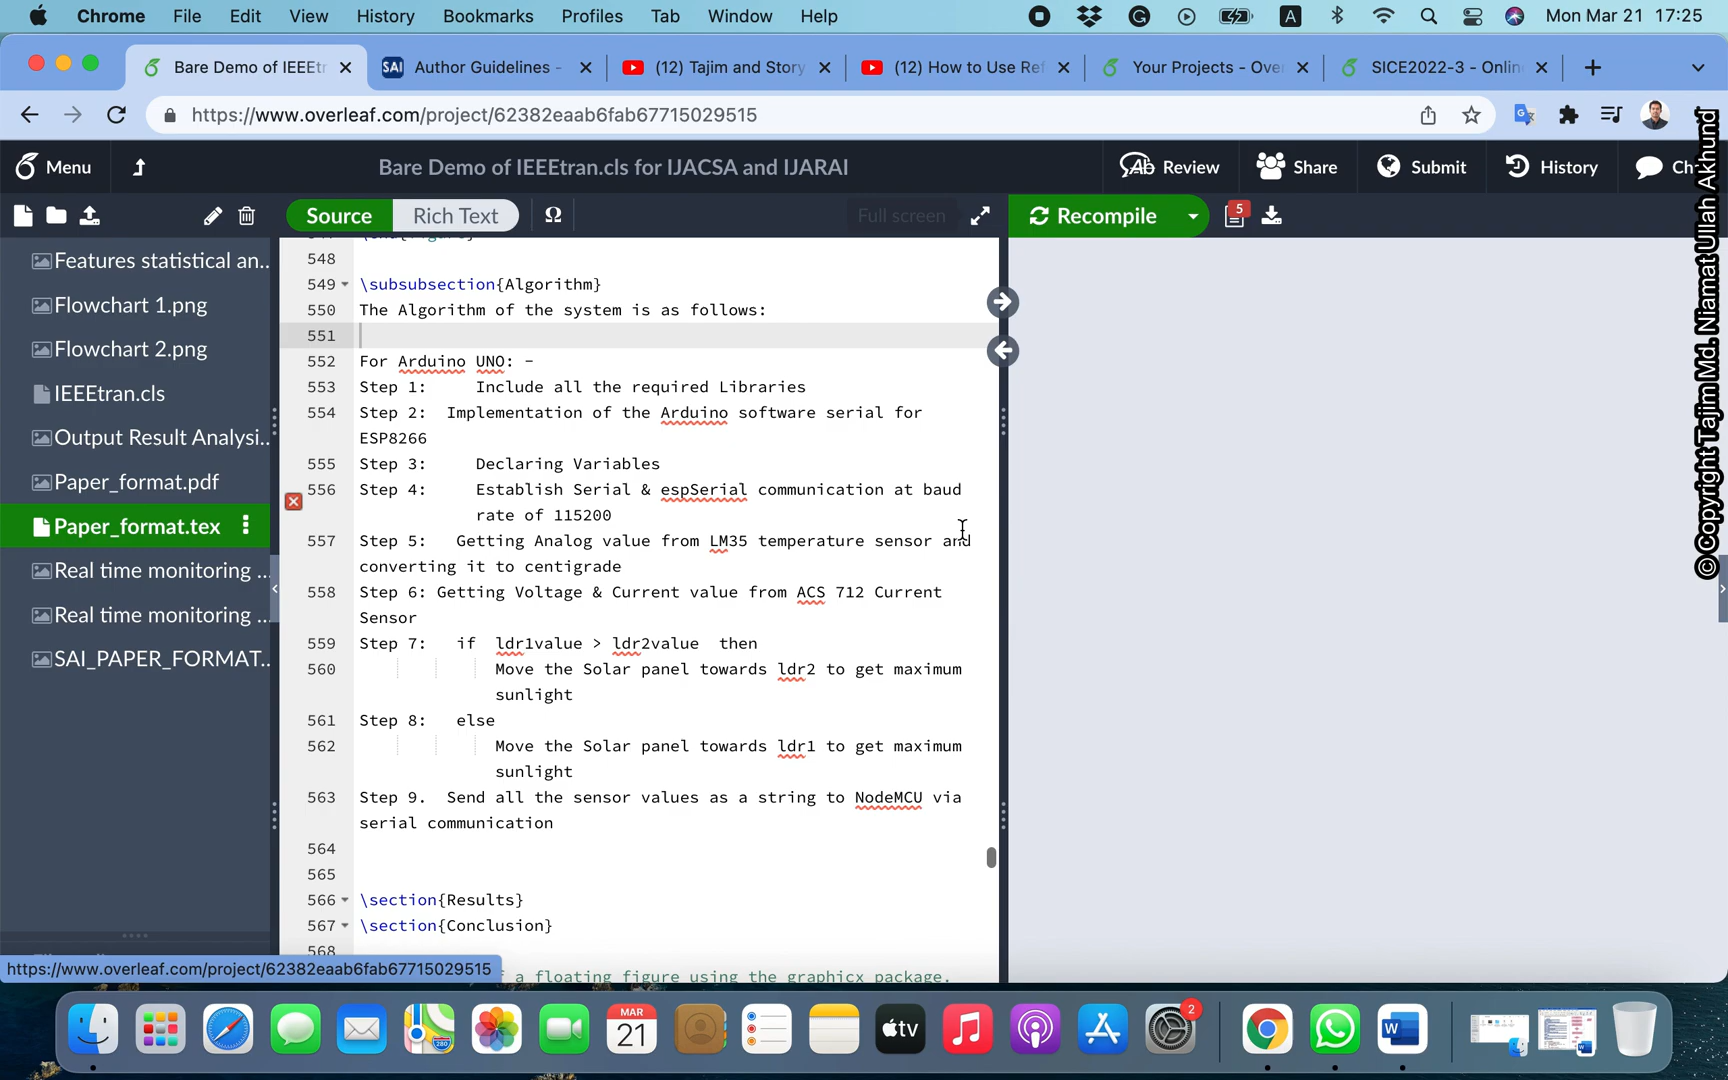 Chrome File Edit View History Bookmarks Profiles Tab Window Help A Mon Mar 21 17:25
Bare Demo of IEEEtr SAI Author Guidelines - (12) Tajim and Story (12) How to Use Ref Your Projects - Over SICE2022-3 - Onlin
https://www.overleaf.com/project/62382eaab6fab67715029515
Menu Bare Demo of IEEEtran.cls for IJACSA and IJARAI Review Share Submit History Ch
Source Rich Text Ω Full screen Recompile 5
Features statistical an..
Flowchart 1.png
Flowchart 2.png
IEEEtran.cls
Output Result Analysi..
Paper_format.pdf
Paper_format.tex
Real time monitoring ...
Real time monitoring ...
SAI_PAPER_FORMAT..
548
549 \subsubsection{Algorithm}
550 The Algorithm of the system is as follows:
551
552 For Arduino UNO: -
553 Step 1: Include all the required Libraries
554 Step 2: Implementation of the Arduino software serial for
ESP8266
555 Step 3: Declaring Variables
556 Step 4: Establish Serial & espSerial communication at baud
rate of 115200
557 Step 5: Getting Analog value from LM35 temperature sensor and
converting it to centigrade
558 Step 6: Getting Voltage & Current value from ACS 712 Current
Sensor
559 Step 7: if ldr1value > ldr2value then
560 Move the Solar panel towards ldr2 to get maximum
sunlight
561 Step 8: else
562 Move the Solar panel towards ldr1 to get maximum
sunlight
563 Step 9. Send all the sensor values as a string to NodeMCU via
serial communication
564
565
566 \section{Results}
567 \section{Conclusion}
568
f a floating figure using the graphicx package.
https://www.overleaf.com/project/62382eaab6fab67715029515
©Copyright Tajim Md. Niamat Ullah Akhund
MAR
21
280
tv
2
W